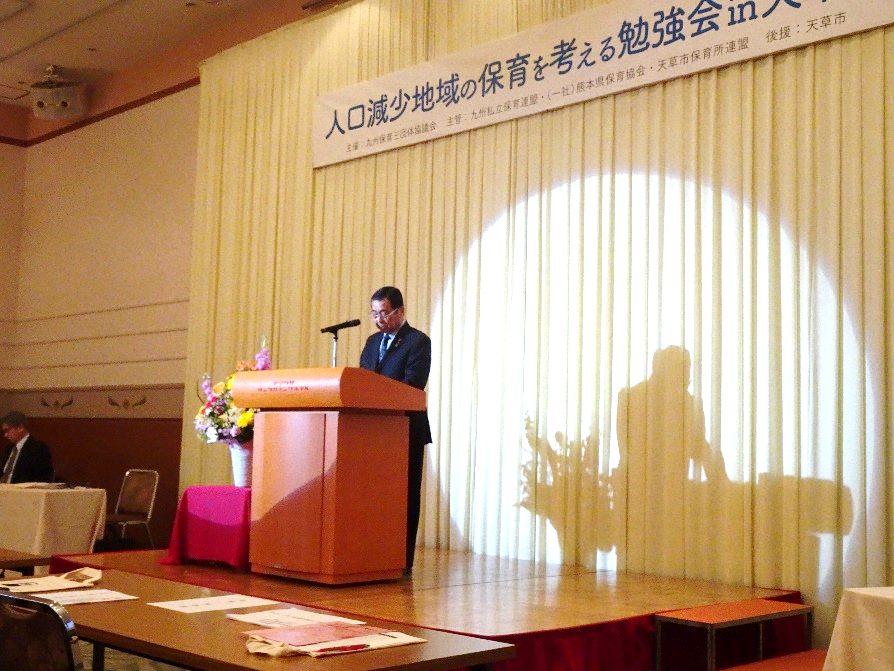 人口減少地域の保育を考える勉強会in天
主催：九州保育三団体協議会　主管：九州私立保育連盟・（一社）熊本県保育協会・天草市保育所連盟　後援：天草市